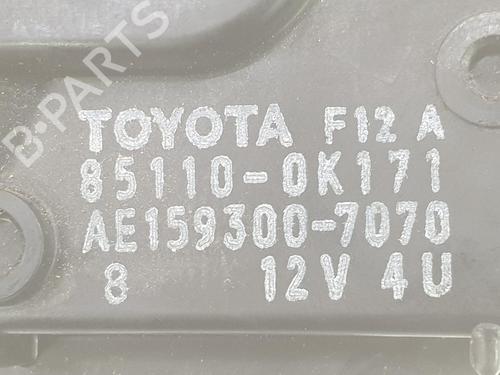 B-PARTS
TOYOTA F12 A
85110-0K171
AE159300-7070
8 12V 4U